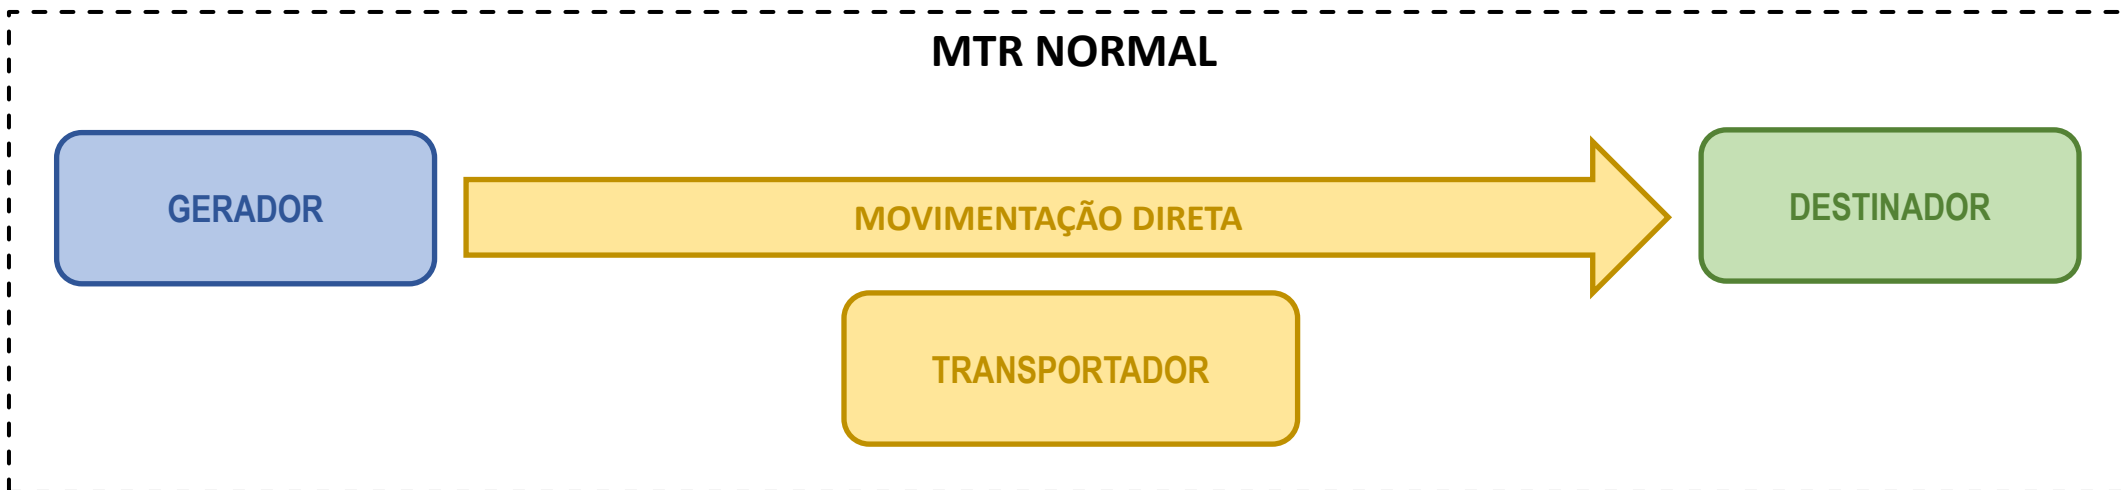 MTR NORMAL
GERADOR
MOVIMENTAÇÃO DIRETA
DESTINADOR
TRANSPORTADOR